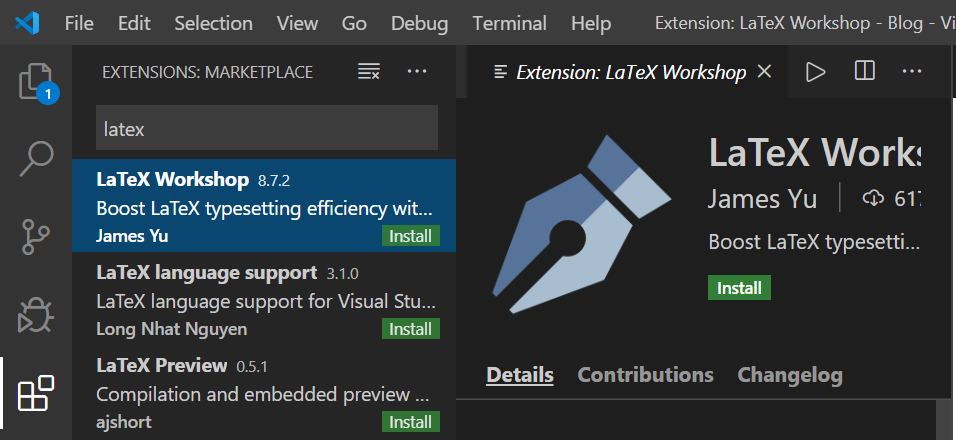 File Edit Selection View Go Debug Terminal Help Extension: LaTeX Workshop - Blog - Vi
EXTENSIONS: MARKETPLACE
Extension: LaTeX Workshop
1
latex
LaTeX Workshop 8.7.2
Boost LaTeX typesetting efficiency wit...
James Yu Install
LaTeX language support 3.1.0
LaTeX language support for Visual Stu...
Long Nhat Nguyen Install
LaTeX Preview 0.5.1
Compilation and embedded preview ...
ajshort Install
LaTeX Works
James Yu 617
Boost LaTeX typesetti...
Install
Details Contributions Changelog